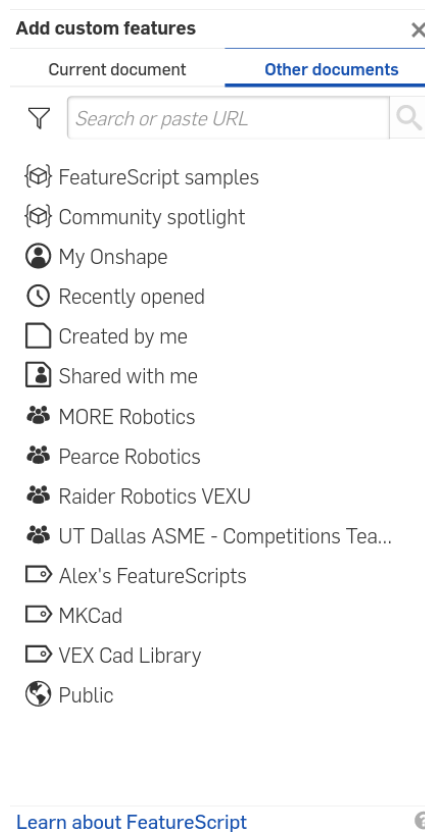 Add custom features
Current document
Other documents
Search or paste URL
FeatureScript samples
Community spotlight
My Onshape
Recently opened
Created by me
Shared with me
MORE Robotics
Pearce Robotics
Raider Robotics VEXU
UT Dallas ASME - Competitions Tea...
Alex's FeatureScripts
MKCad
VEX Cad Library
Public
Learn about FeatureScript